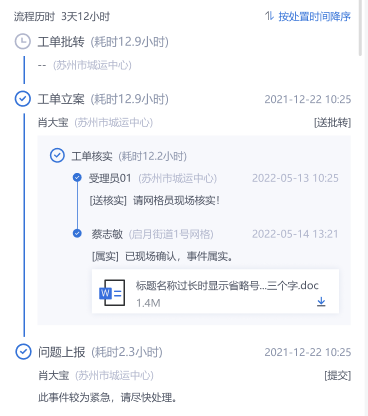 流程历时 3天12小时 按处置时间降序
工单批转 (耗时12.9小时)
-- (苏州市城运中心)
工单立案 (耗时12.9小时) 2021-12-22 10:25
肖大宝 (苏州市城运中心) [送批转]
工单核实 (耗时12.2小时)
受理员01 (苏州市城运中心) 2022-05-13 10:25
[送核实] 请网格员现场核实！
蔡志敏 (启月街道1号网格) 2022-05-14 13:21
[属实] 已现场确认，事件属实。
标题名称过长时显示省略号...三个字.doc
W
1.4M
问题上报 (耗时2.3小时) 2021-12-22 10:25
肖大宝 (苏州市城运中心) [提交]
此事件较为紧急，请尽快处理。